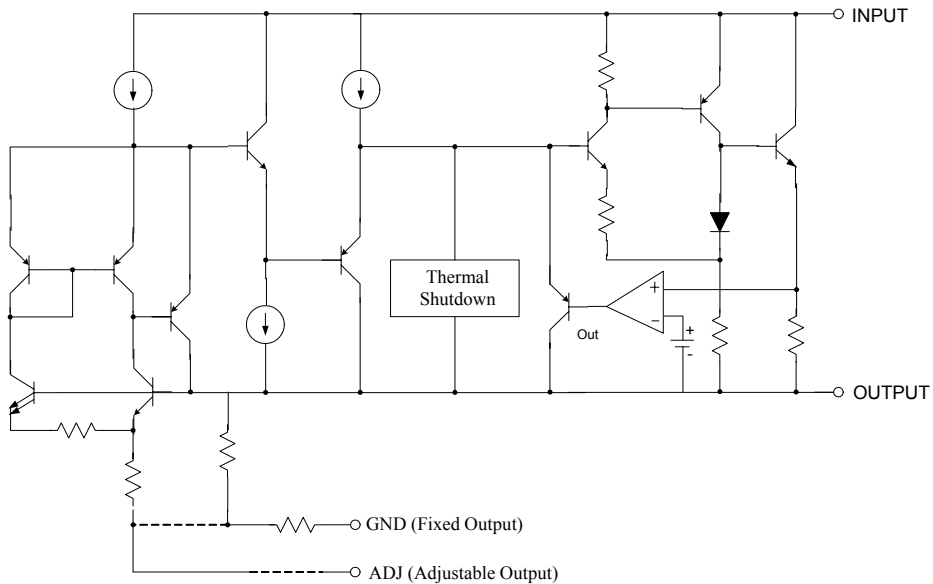 INPUT
Thermal
Shutdown
+
−
Out
+
-
OUTPUT
GND (Fixed Output)
ADJ (Adjustable Output)